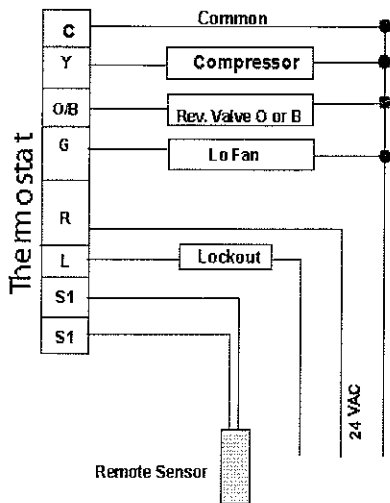 Thermostat
C
Common
Y
Compressor
O/B
Rev. Valve O or B
G
Lo Fan
R
L
Lockout
S1
S1
24 VAC
Remote Sensor